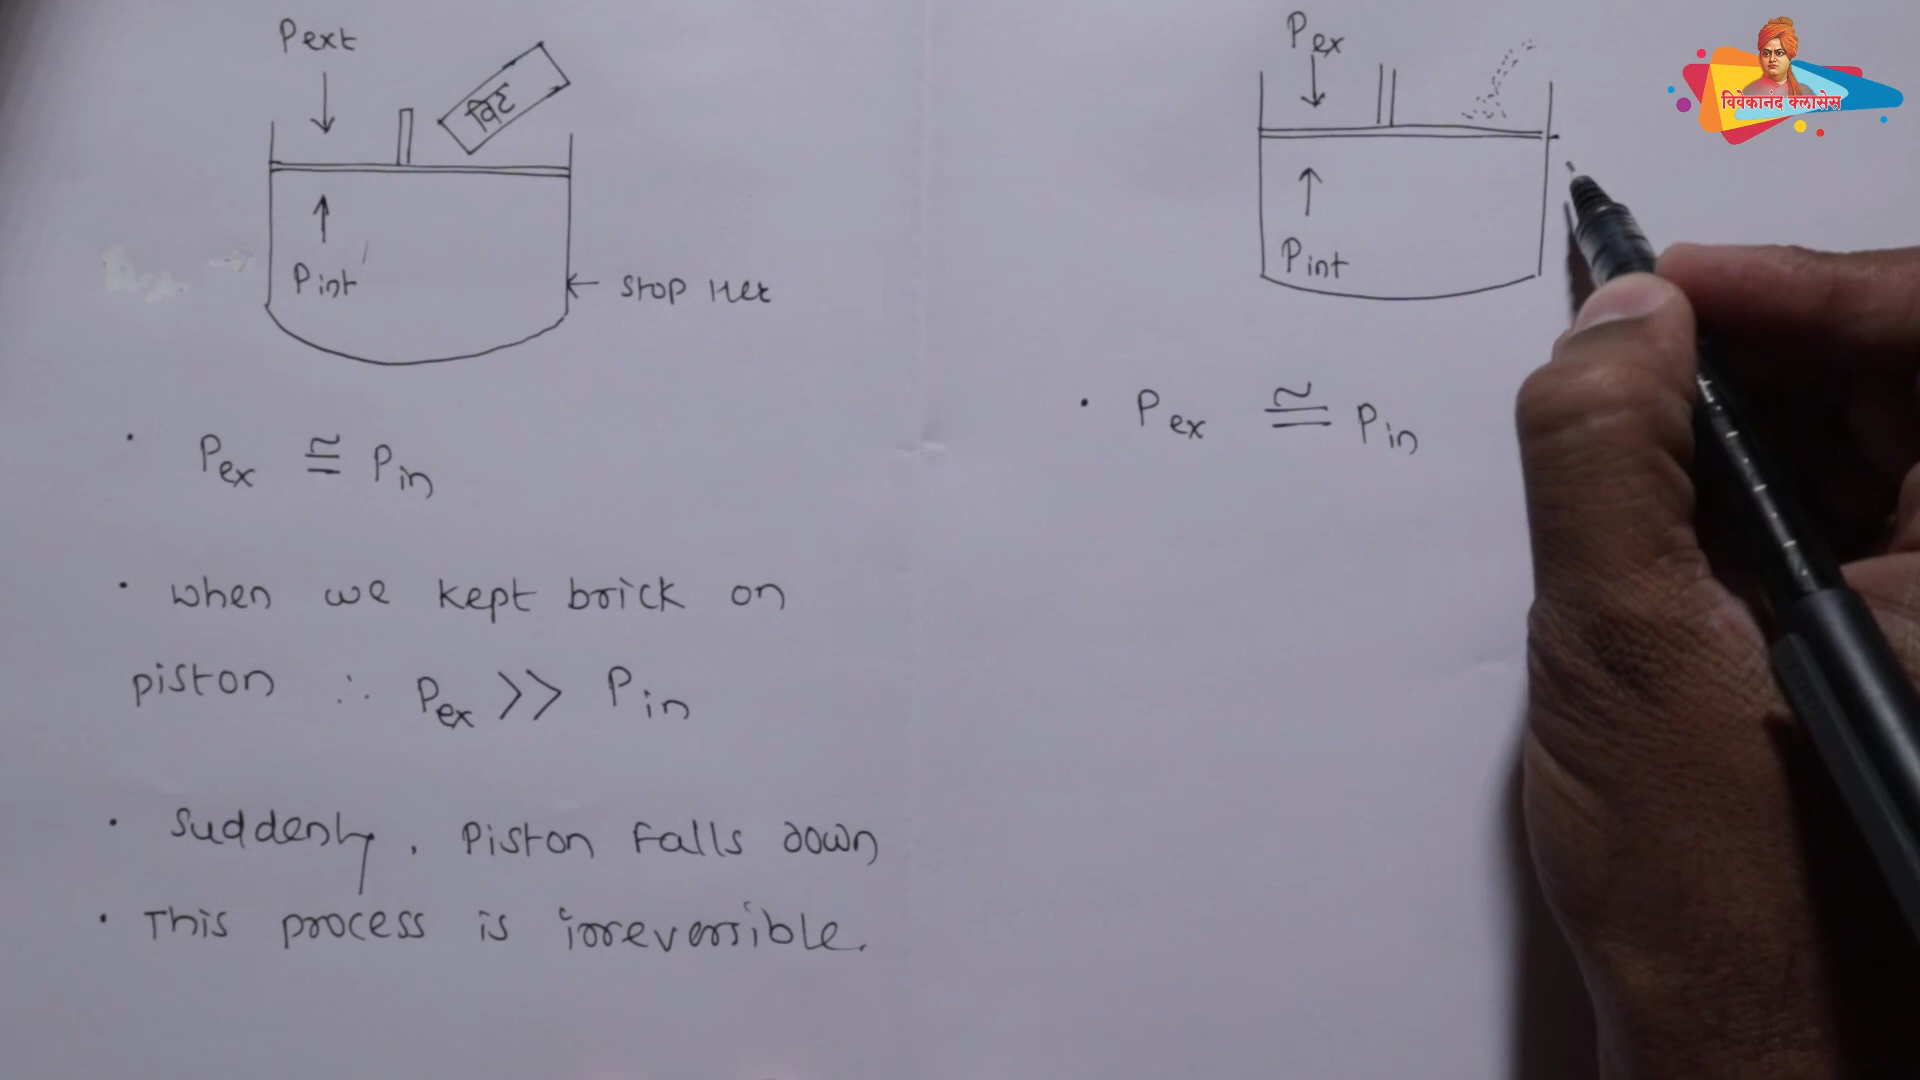 Pext
विट
Pint
← Stop Her
Pex ≅ Pin
• when we kept brick on
piston ∴ Pex >> Pin
• Suddenly, Piston Falls down
• This process is irreversible.
Pex
Pint
• Pex ≅ Pin
विवेकानंद क्लासेस